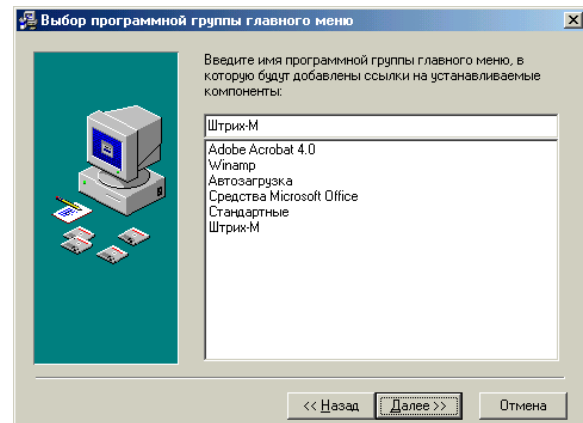 Выбор программной группы главного меню
Введите имя программной группы главного меню, в
которую будут добавлены ссылки на устанавливаемые
компоненты:
Штрих-М
Adobe Acrobat 4.0
Winamp
Автозагрузка
Средства Microsoft Office
Стандартные
Штрих-М
<< Назад
Далее >>
Отмена